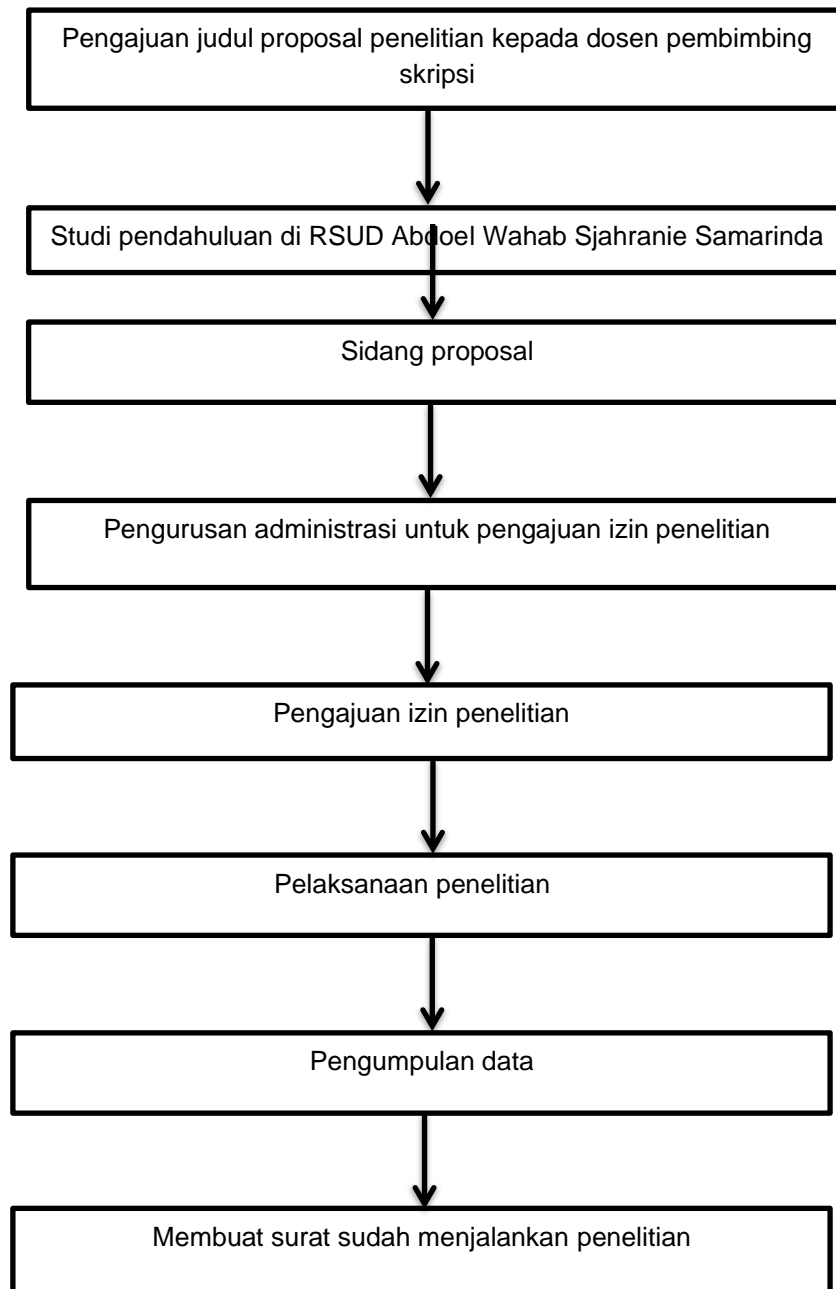 Pengajuan judul proposal penelitian kepada dosen pembimbing
skripsi
Studi pendahuluan di RSUD Abdoel Wahab Sjahranie Samarinda
Sidang proposal
Pengurusan administrasi untuk pengajuan izin penelitian
Pengajuan izin penelitian
Pelaksanaan penelitian
Pengumpulan data
Membuat surat sudah menjalankan penelitian